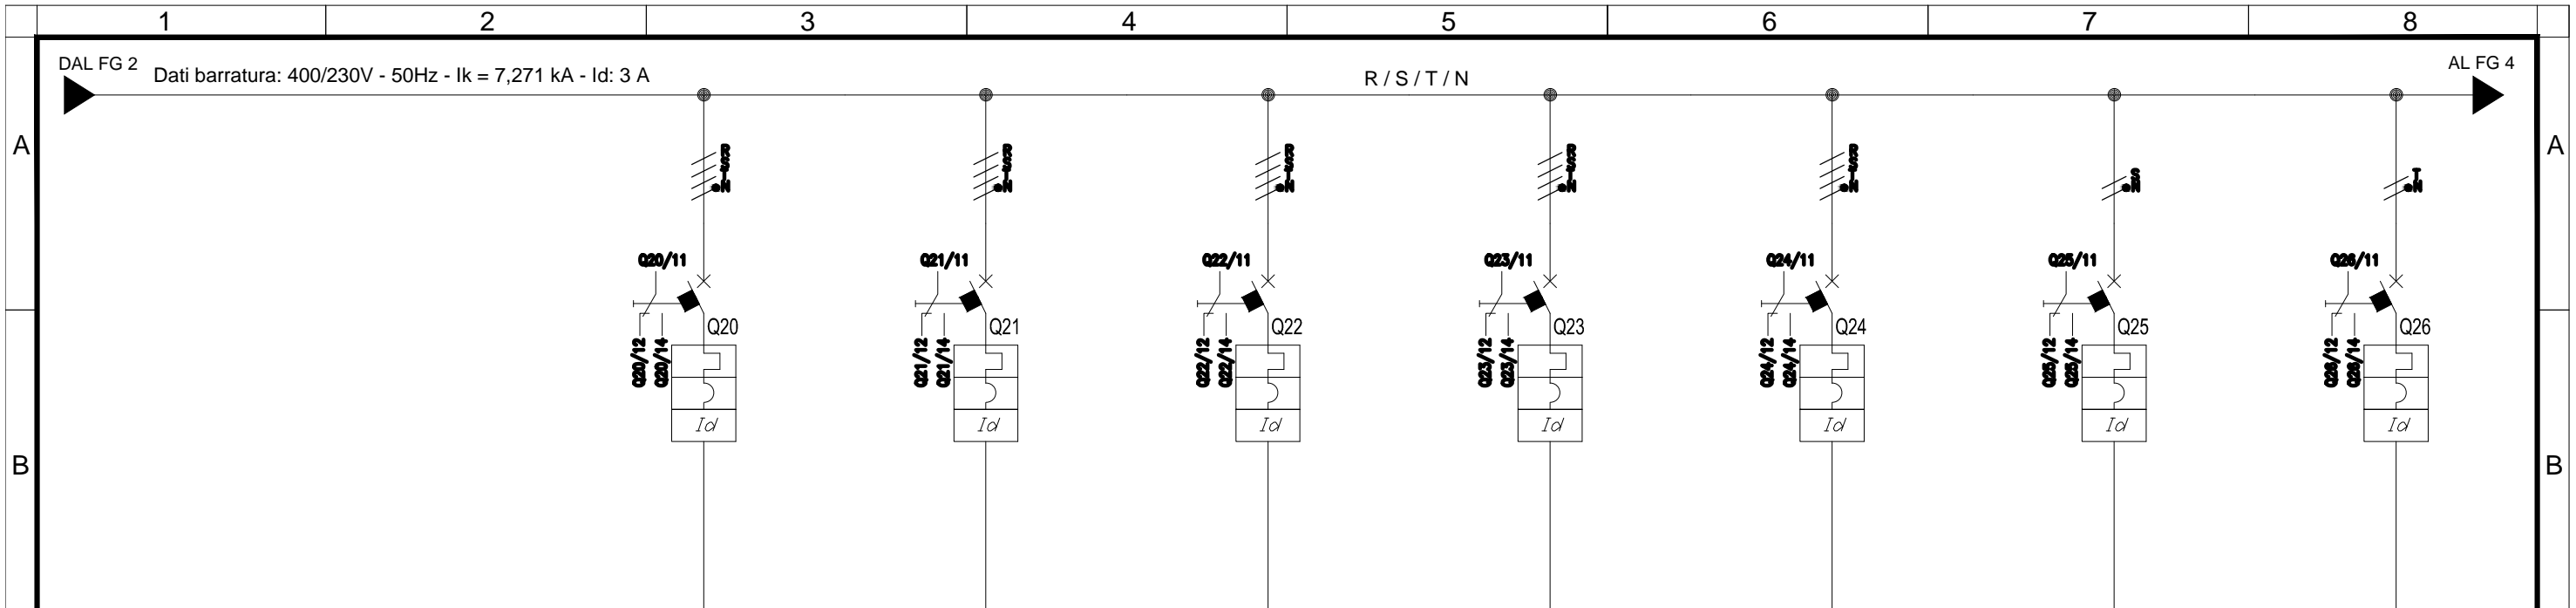 1 2 3 4 5 6 7 8
DAL FG 2
Dati barratura: 400/230V - 50Hz - Ik = 7,271 kA - Id: 3 A
R / S / T / N
AL FG 4
A A
R S T N R S T N R S T N R S T N R S T N S N T N
Q20/11 Q21/11 Q22/11 Q23/11 Q24/11 Q25/11 Q26/11
Q20 Q21 Q22 Q23 Q24 Q25 Q26
Q20/12 Q20/14 Q21/12 Q21/14 Q22/12 Q22/14 Q23/12 Q23/14 Q24/12 Q24/14 Q25/12 Q25/14 Q26/12 Q26/14
Id Id Id Id Id Id Id
B B